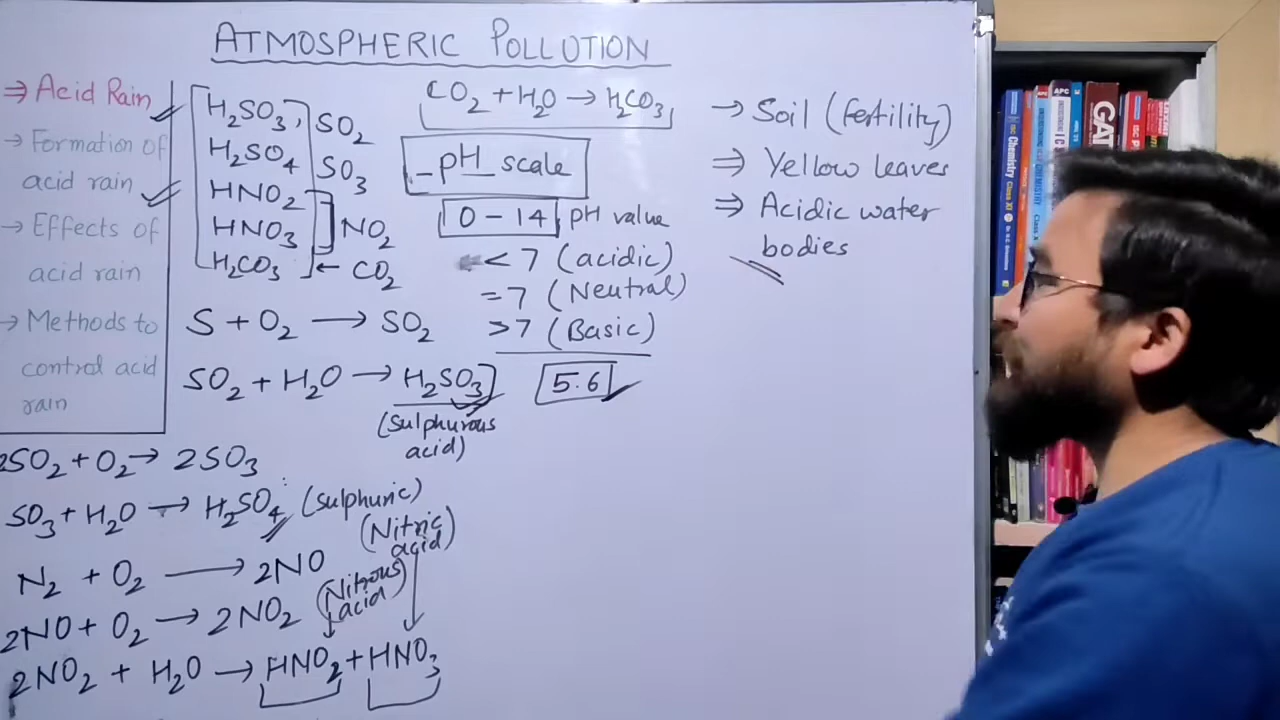 ATMOSPHERIC POLLUTION
⇒ Acid Rain
→ Formation of
acid rain
→ Effects of
acid rain
→ Methods to
control acid
rain
H₂SO₃,
H₂SO₄
HNO₂
HNO₃
H₂CO₃
SO₂
SO₃
NO₂
← CO₂
S + O₂ → SO₂
SO₂ + H₂O → H₂SO₃
(Sulphurous
acid)
2SO₂ + O₂ → 2SO₃
SO₃ + H₂O → H₂SO₄ (Sulphuric)
N₂ + O₂ → 2NO
2NO + O₂ → 2NO₂
(Nitrous
acid)
(Nitric
acid)
2NO₂ + H₂O → HNO₂ + HNO₃
CO₂ + H₂O → H₂CO₃
pH scale
0 - 14 pH value
< 7 (acidic)
= 7 (Neutral)
> 7 (Basic)
5.6
→ Soil (fertility)
⇒ Yellow leaves
⇒ Acidic water
bodies
Chemistry
APC
APC
GAT